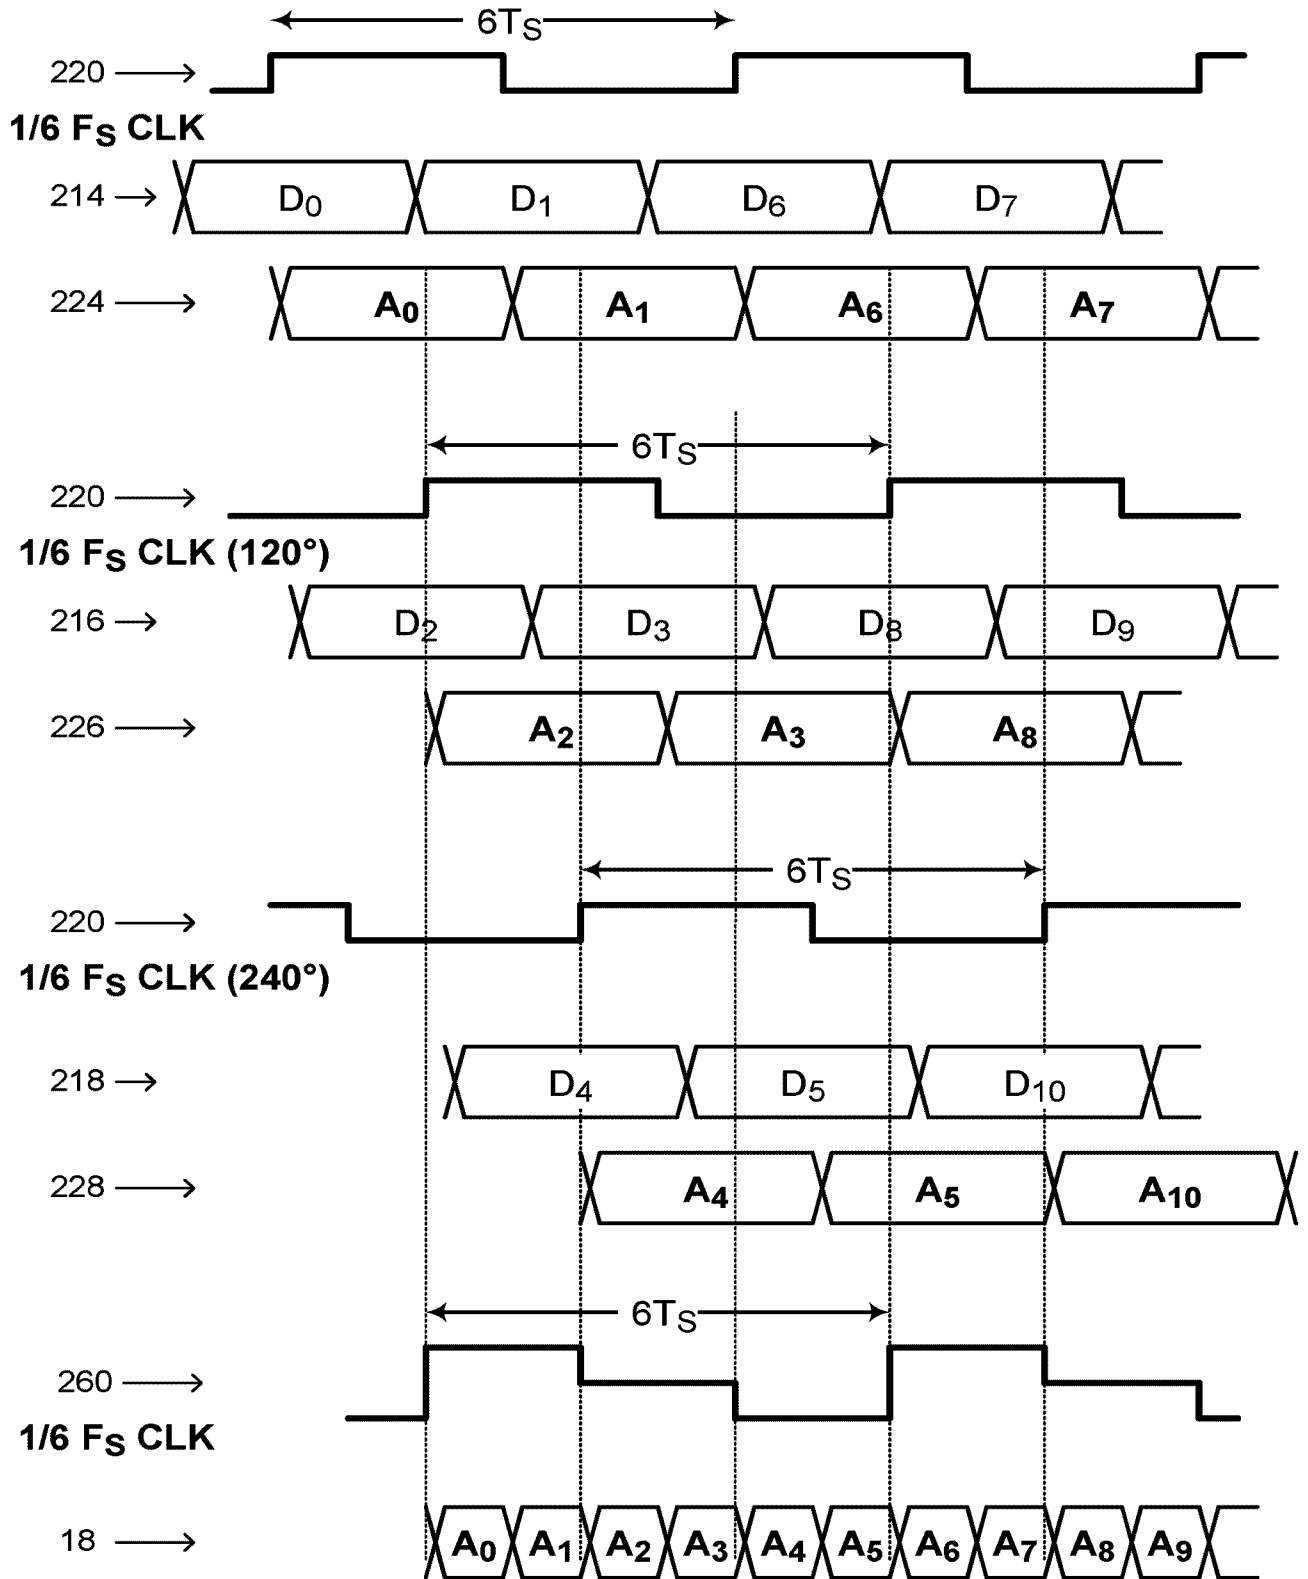 6TS
220
1/6 FS CLK
214 D0 D1 D6 D7
224 A0 A1 A6 A7
6TS
220
1/6 FS CLK (120°)
216 D2 D3 D8 D9
226 A2 A3 A8
6TS
220
1/6 FS CLK (240°)
218 D4 D5 D10
228 A4 A5 A10
6TS
260
1/6 FS CLK
18 A0 A1 A2 A3 A4 A5 A6 A7 A8 A9